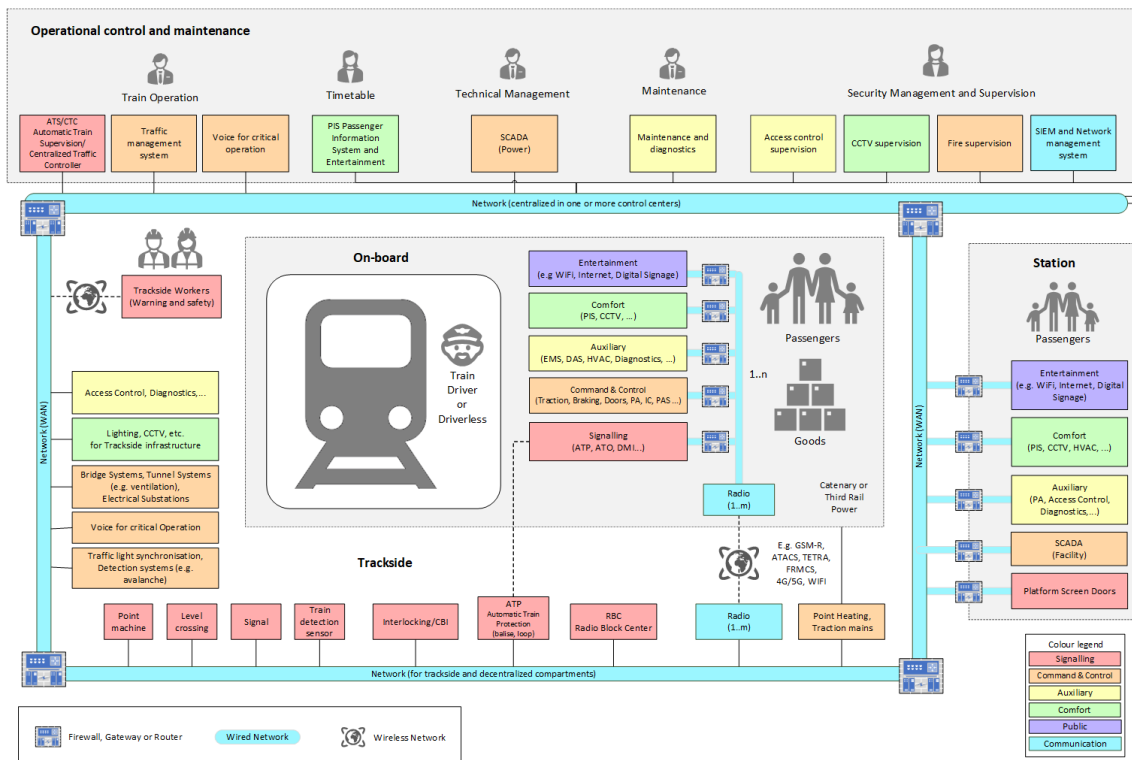 Operational control and maintenance
Train Operation
Timetable
Technical Management
Maintenance
Security Management and Supervision
ATS/CTC
Automatic Train
Supervision/
Centralized Traffic
Controller
Traffic
management
system
Voice for critical
operation
PIS Passenger
Information
System and
Entertainment
SCADA
(Power)
Maintenance and
diagnostics
Access control
supervision
CCTV supervision
Fire supervision
SiEM and Network
management
system
Network (centralized in one or more control centers)
Network (WAN)
Trackside Workers
(Warning and safety)
Access Control, Diagnostics,...
Lighting, CCTV, etc.
for Trackside infrastructure
Bridge Systems, Tunnel Systems
(e.g. ventilation),
Electrical Substations
Voice for critical Operation
Traffic light synchronisation,
Detection systems (e.g.
avalanche)
On-board
Train
Driver
or
Driverless
Entertainment
(e.g WiFi, Internet, Digital Signage)
Comfort
(PIS, CCTV, ...)
Auxiliary
(EMS, DAS, HVAC, Diagnostics, ...)
Command & Control
(Traction, Braking, Doors, PA, IC, PAS ...)
Signalling
(ATP, ATO, DMI...)
1..n
Radio
(1..m)
Passengers
Goods
Catenary or
Third Rail
Power
Network (WAN)
Station
Passengers
Entertainment
(e.g. WiFi, Internet, Digital
Signage)
Comfort
(PIS, CCTV, HVAC, ...)
Auxiliary
(PA, Access Control,
Diagnostics,...)
SCADA
(Facility)
Platform Screen Doors
Trackside
E.g. GSM-R,
ATACS, TETRA,
FRMCS,
4G/5G, WIFI
Point
machine
Level
crossing
Signal
Train
detection
sensor
Interlocking/CBI
ATP
Automatic Train
Protection
(balise, loop)
RBC
Radio Block Center
Radio
(1..m)
Point Heating,
Traction mains
Network (for trackside and decentralized compartments)
Colour legend
Signalling
Command & Control
Auxiliary
Comfort
Public
Communication
Firewall, Gateway or Router
Wired Network
Wireless Network